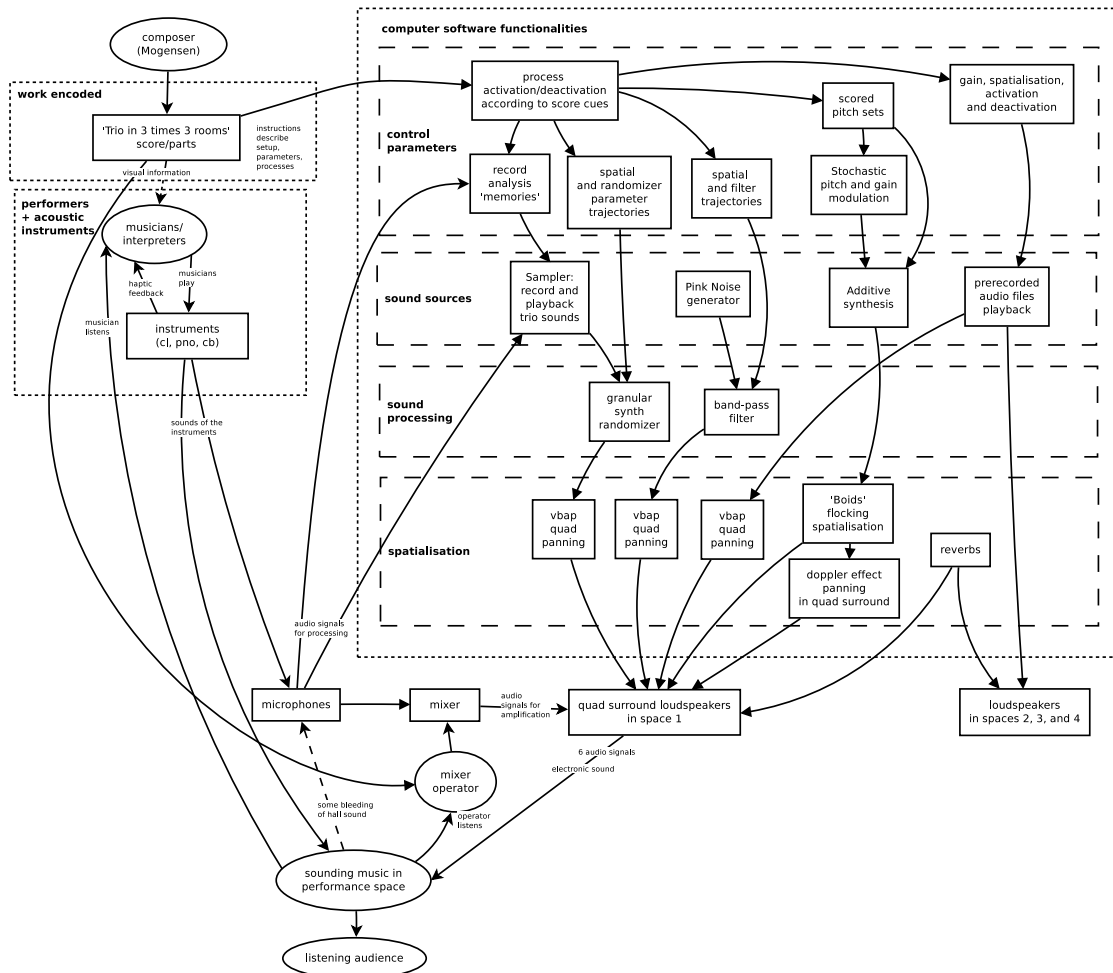 composer
(Mogensen)
work encoded
'Trio in 3 times 3 rooms'
score/parts
instructions
describe
setup,
parameters,
processes
visual information
performers
+ acoustic
instruments
musicians/
interpreters
haptic
feedback
musicians
play
musician
listens
instruments
(cl, pno, cb)
sounds of the
instruments
computer software functionalities
control
parameters
process
activation/deactivation
according to score cues
scored
pitch sets
gain, spatialisation,
activation
and deactivation
record
analysis
'memories'
spatial
and randomizer
parameter
trajectories
spatial
and filter
trajectories
Stochastic
pitch and gain
modulation
sound sources
Sampler:
record and
playback
trio sounds
Pink Noise
generator
Additive
synthesis
prerecorded
audio files
playback
sound
processing
granular
synth
randomizer
band-pass
filter
spatialisation
vbap
quad
panning
vbap
quad
panning
vbap
quad
panning
'Boids'
flocking
spatialisation
reverbs
doppler effect
panning
in quad surround
audio signals
for processing
microphones
mixer
audio
signals for
amplification
quad surround loudspeakers
in space 1
loudspeakers
in spaces 2, 3, and 4
6 audio signals
electronic sound
mixer
operator
some bleeding
of hall sound
operator
listens
sounding music in
performance space
listening audience